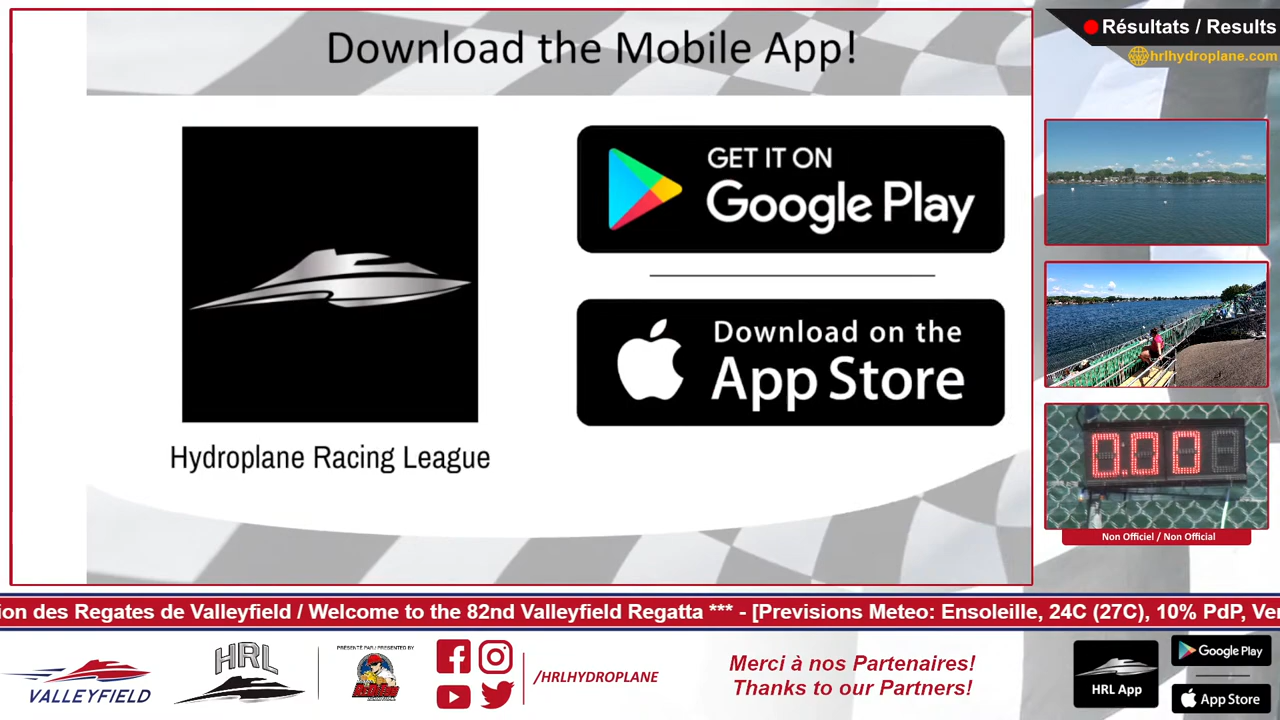 Download the Mobile App!
Résultats / Results
hrlhydroplane.com
GET IT ON
Google Play
Download on the
App Store
Hydroplane Racing League
0.00
Non Officiel / Non Official
ion des Regates de Valleyfield / Welcome to the 82nd Valleyfield Regatta *** - [Previsions Meteo: Ensoleille, 24C (27C), 10% PdP, Ver
VALLEYFIELD
HRL
PRÉSENTÉ PAR / PRESENTED BY
/HRLHYDROPLANE
Merci à nos Partenaires!
Thanks to our Partners!
HRL App
Google Play
App Store